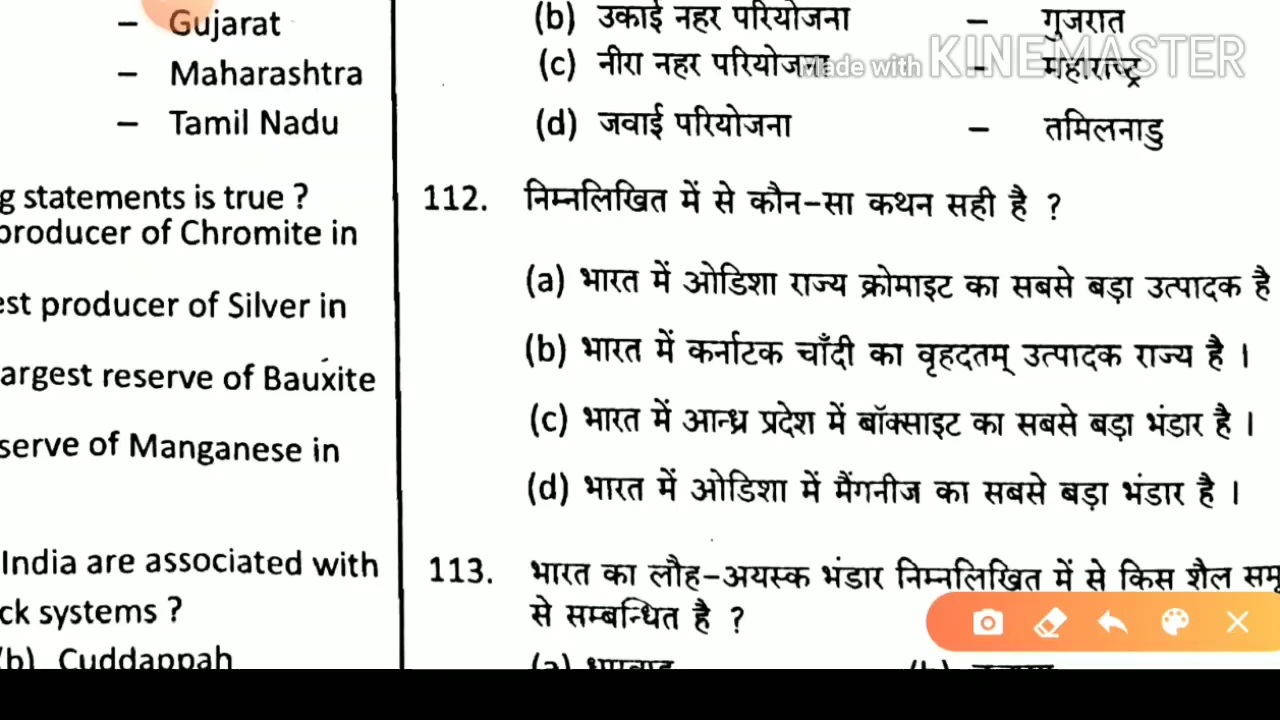 – Gujarat
– Maharashtra
– Tamil Nadu
g statements is true ?
producer of Chromite in
est producer of Silver in
argest reserve of Bauxite
serve of Manganese in
India are associated with
ck systems ?
(b) Cuddappah
(b) उकाई नहर परियोजना – गुजरात
(c) नीरा नहर परियोजना – महाराष्ट्र
Made with KINEMASTER
(d) जवाई परियोजना – तमिलनाडु
112. निम्नलिखित में से कौन-सा कथन सही है ?
(a) भारत में ओडिशा राज्य क्रोमाइट का सबसे बड़ा उत्पादक है
(b) भारत में कर्नाटक चाँदी का वृहदतम् उत्पादक राज्य है ।
(c) भारत में आन्ध्र प्रदेश में बॉक्साइट का सबसे बड़ा भंडार है ।
(d) भारत में ओडिशा में मैंगनीज का सबसे बड़ा भंडार है ।
113. भारत का लौह-अयस्क भंडार निम्नलिखित में से किस शैल समू
से सम्बन्धित है ?
(a) (b)